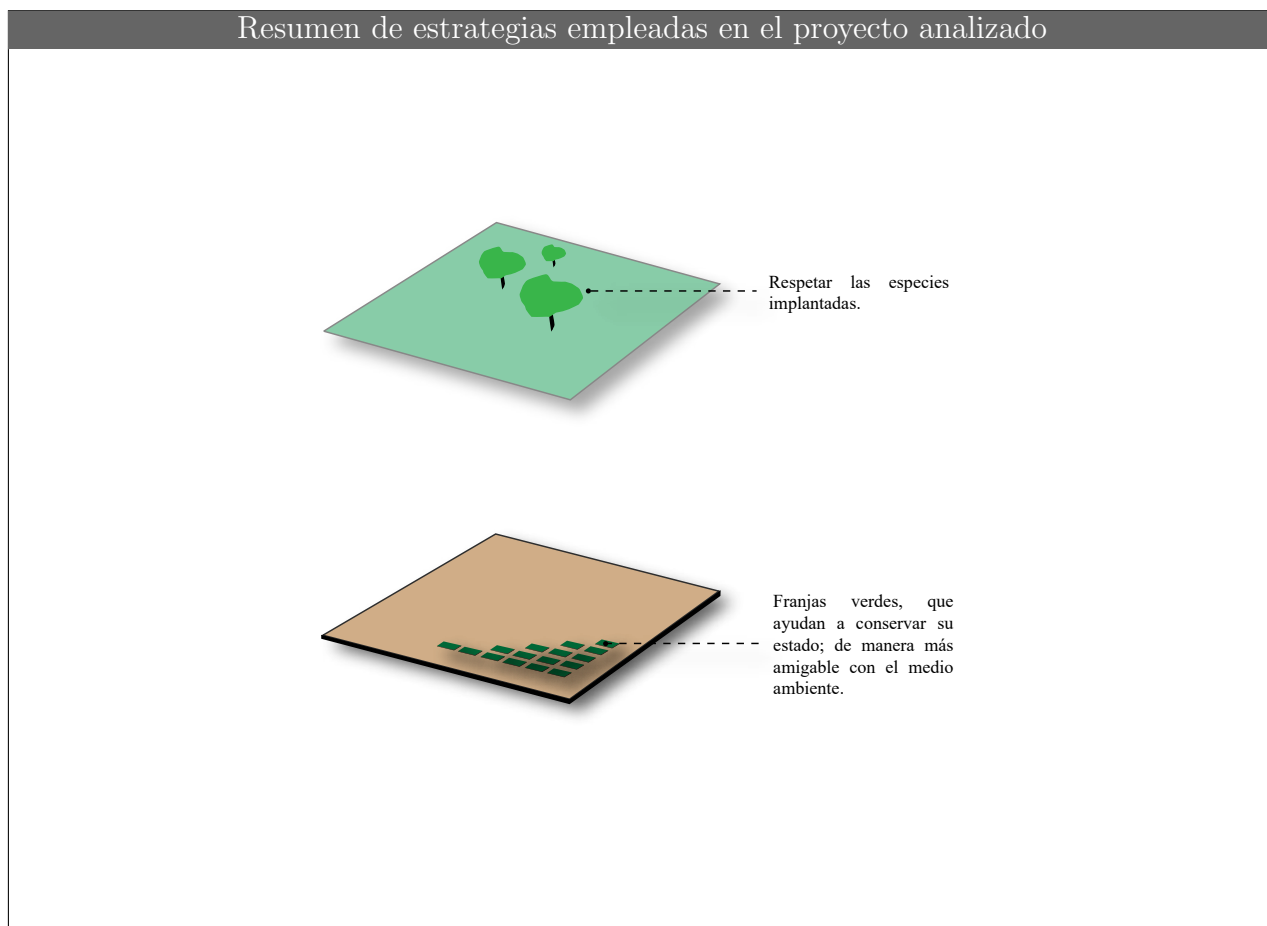 Resumen de estrategias empleadas en el proyecto analizado
Respetar las especies
implantadas.
Franjas verdes, que
ayudan a conservar su
estado; de manera más
amigable con el medio
ambiente.